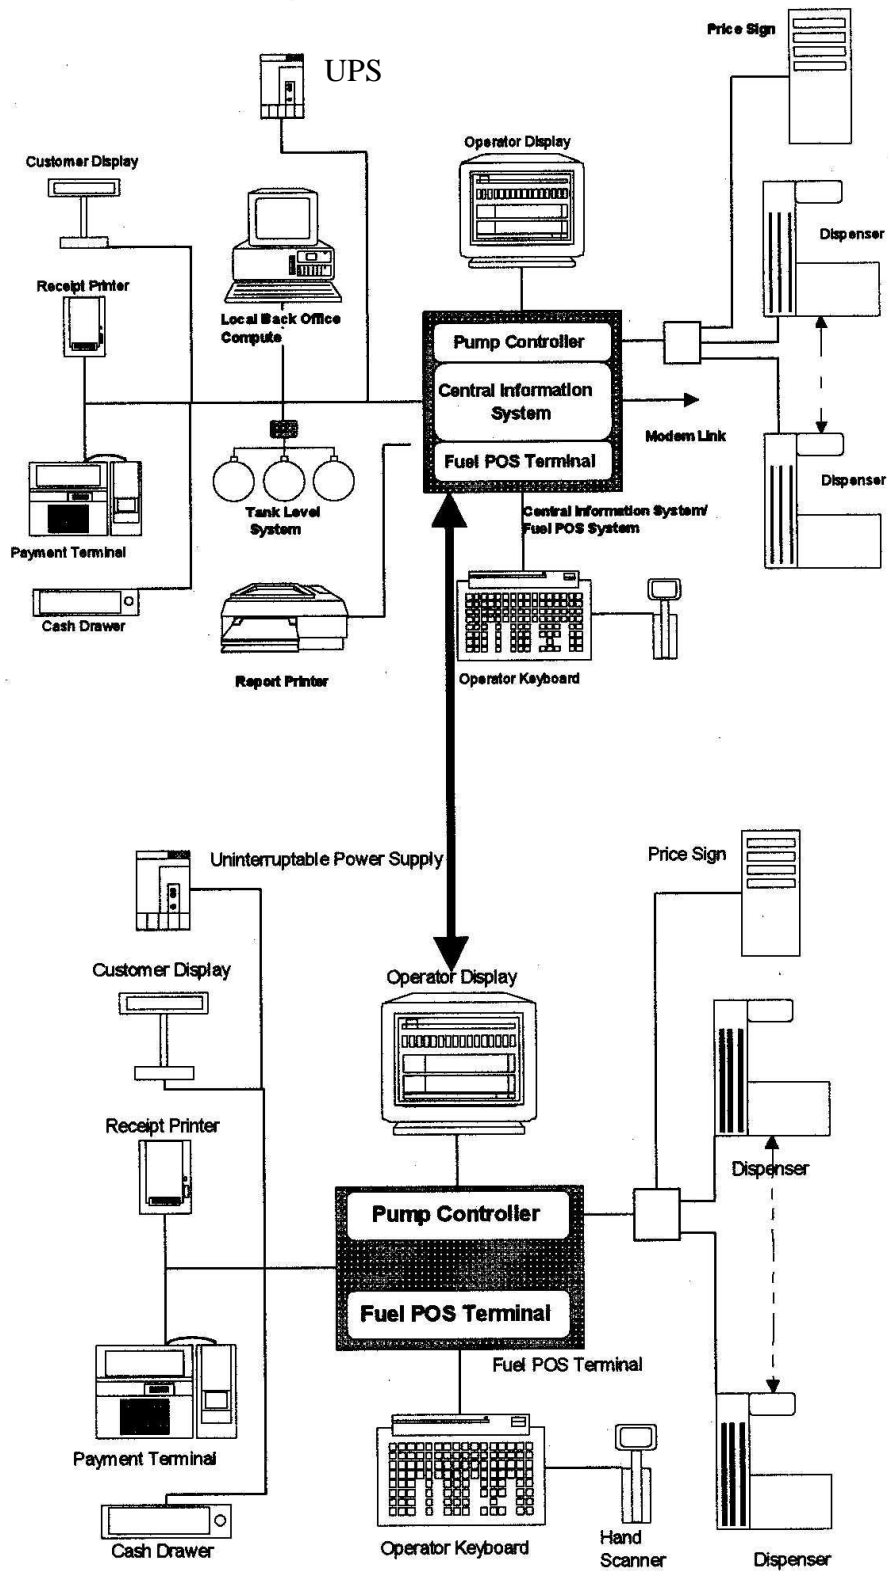 Price Sign
UPS
Operator Display
Customer Display
Dispenser
Receipt Printer
Local Back Office
Compute
Pump Controller
Central Information
System
Modem Link
Fuel POS Terminal
Dispenser
Tank Level
System
Central Information System/
Fuel POS System
Payment Terminal
Cash Drawer
Report Printer
Operator Keyboard
Uninterruptable Power Supply
Price Sign
Customer Display
Operator Display
Receipt Printer
Dispenser
Pump Controller
Fuel POS Terminal
Fuel POS Terminal
Payment Terminal
Cash Drawer
Operator Keyboard
Hand
Scanner
Dispenser